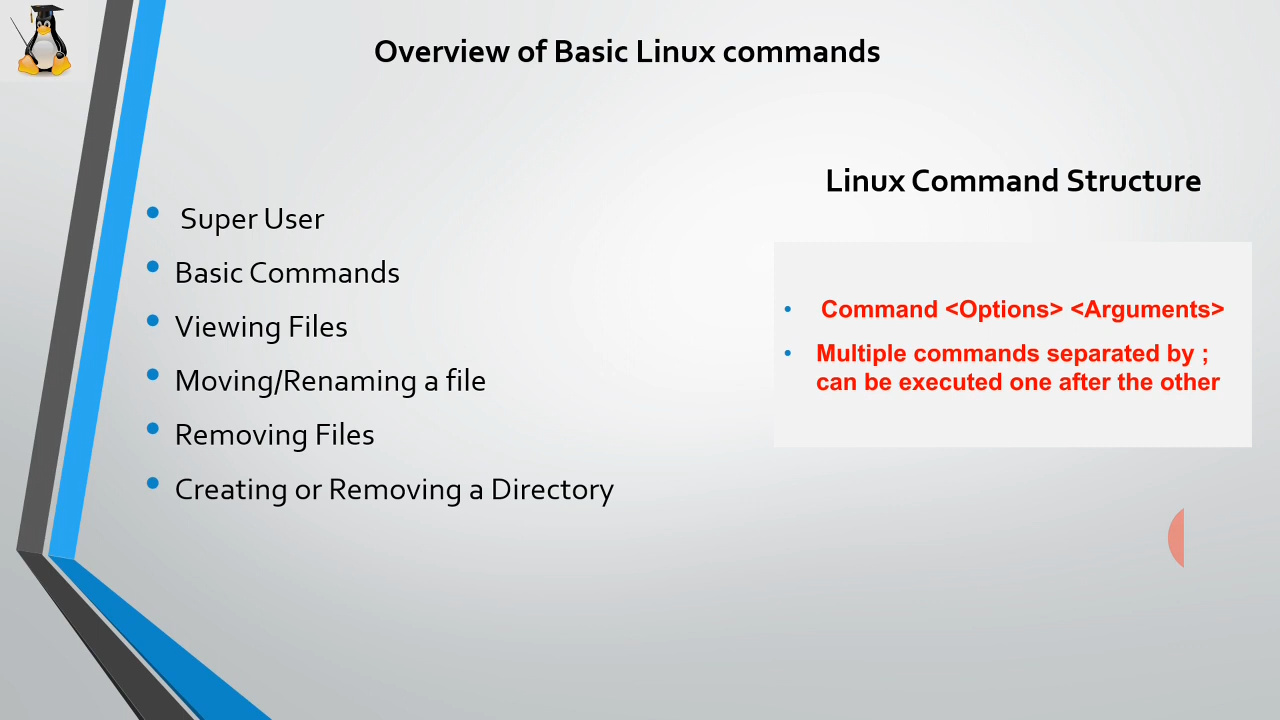 Overview of Basic Linux commands
Super User
Basic Commands
Viewing Files
Moving/Renaming a file
Removing Files
Creating or Removing a Directory
Linux Command Structure
Command <Options> <Arguments>
Multiple commands separated by ;
can be executed one after the other